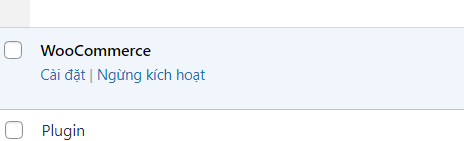 WooCommerce
Cài đặt | Ngừng kích hoạt
Plugin